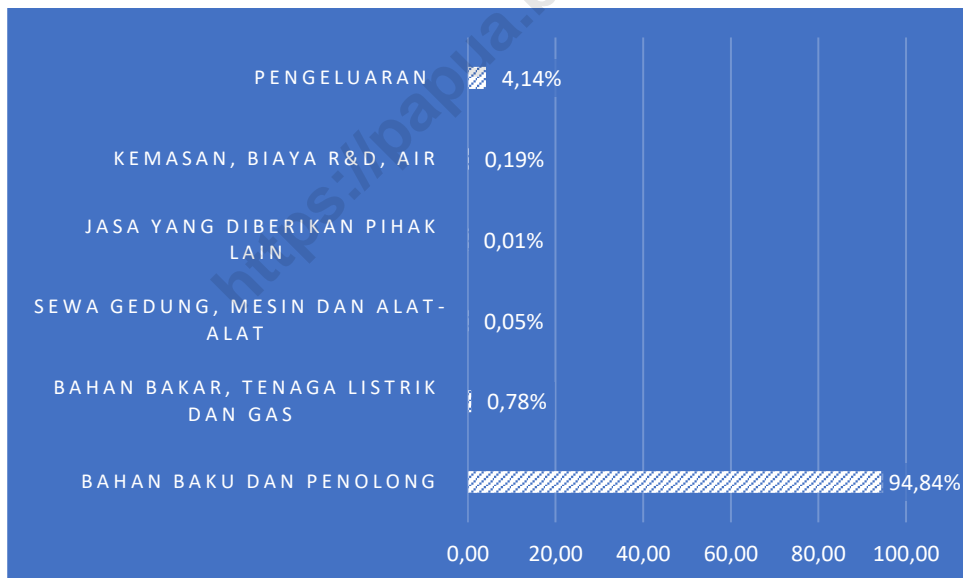 PENGELUARAN 4,14%
KEMASAN, BIAYA R&D, AIR 0,19%
JASA YANG DIBERIKAN PIHAK
LAIN 0,01%
SEWA GEDUNG, MESIN DAN ALAT-
ALAT 0,05%
BAHAN BAKAR, TENAGA LISTRIK
DAN GAS 0,78%
BAHAN BAKU DAN PENOLONG 94,84%
0,00 20,00 40,00 60,00 80,00 100,00
https://papua.b